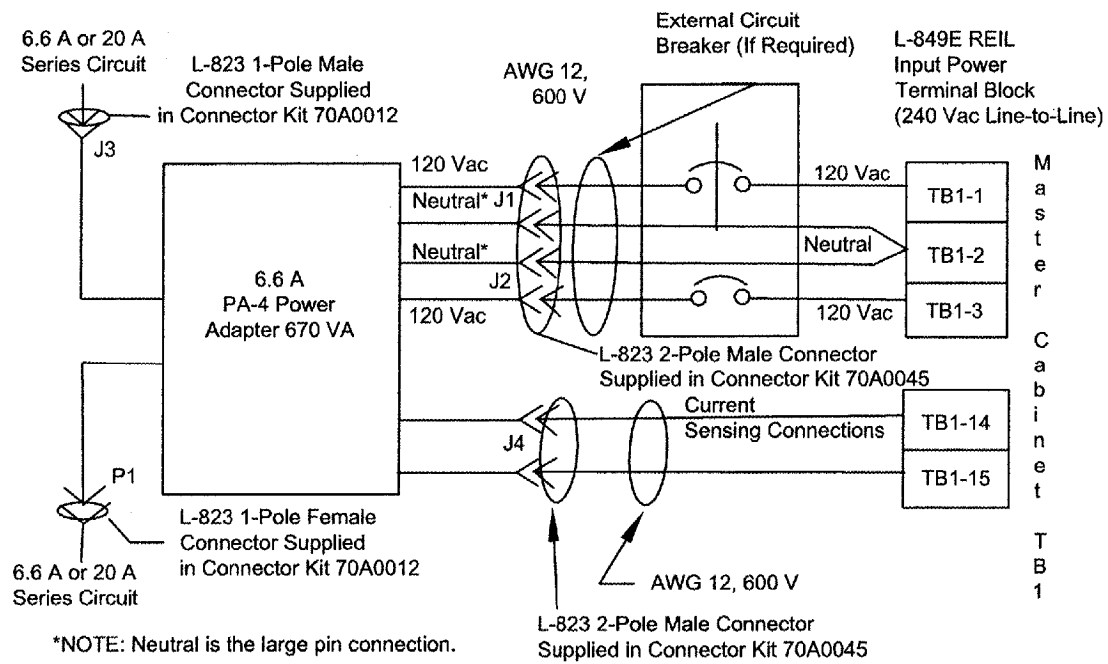 6.6 A or 20 A
Series Circuit
L-823 1-Pole Male
Connector Supplied
in Connector Kit 70A0012
J3
AWG 12,
600 V
External Circuit
Breaker (If Required)
L-849E REIL
Input Power
Terminal Block
(240 Vac Line-to-Line)
120 Vac
Neutral* J1
Neutral*
J2
120 Vac
120 Vac
Neutral
120 Vac
TB1-1
TB1-2
TB1-3
6.6 A
PA-4 Power
Adapter 670 VA
L-823 2-Pole Male Connector
Supplied in Connector Kit 70A0045
Current
Sensing Connections
J4
TB1-14
TB1-15
Master Cabinet TB1
P1
L-823 1-Pole Female
Connector Supplied
in Connector Kit 70A0012
6.6 A or 20 A
Series Circuit
AWG 12, 600 V
L-823 2-Pole Male Connector
Supplied in Connector Kit 70A0045
*NOTE: Neutral is the large pin connection.